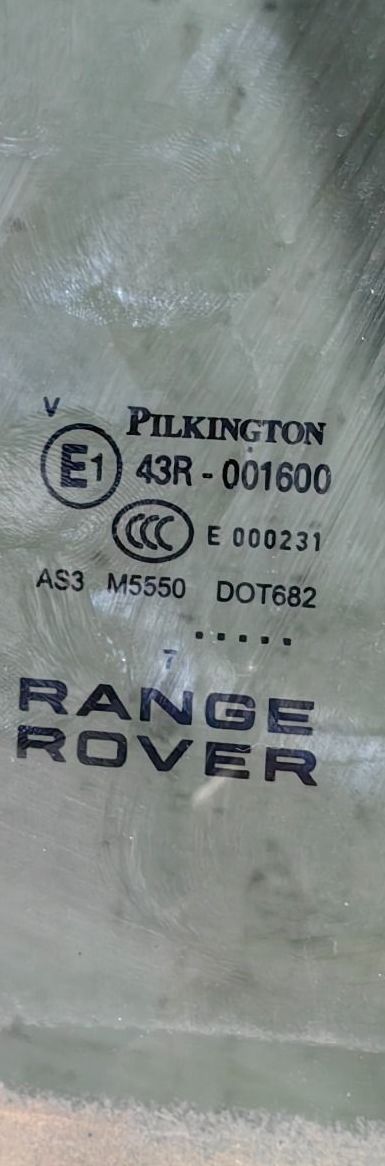 V
PILKINGTON
E1 43R - 001600
CCC E 000231
AS3 M5550 DOT682
.....
7
RANGE
ROVER